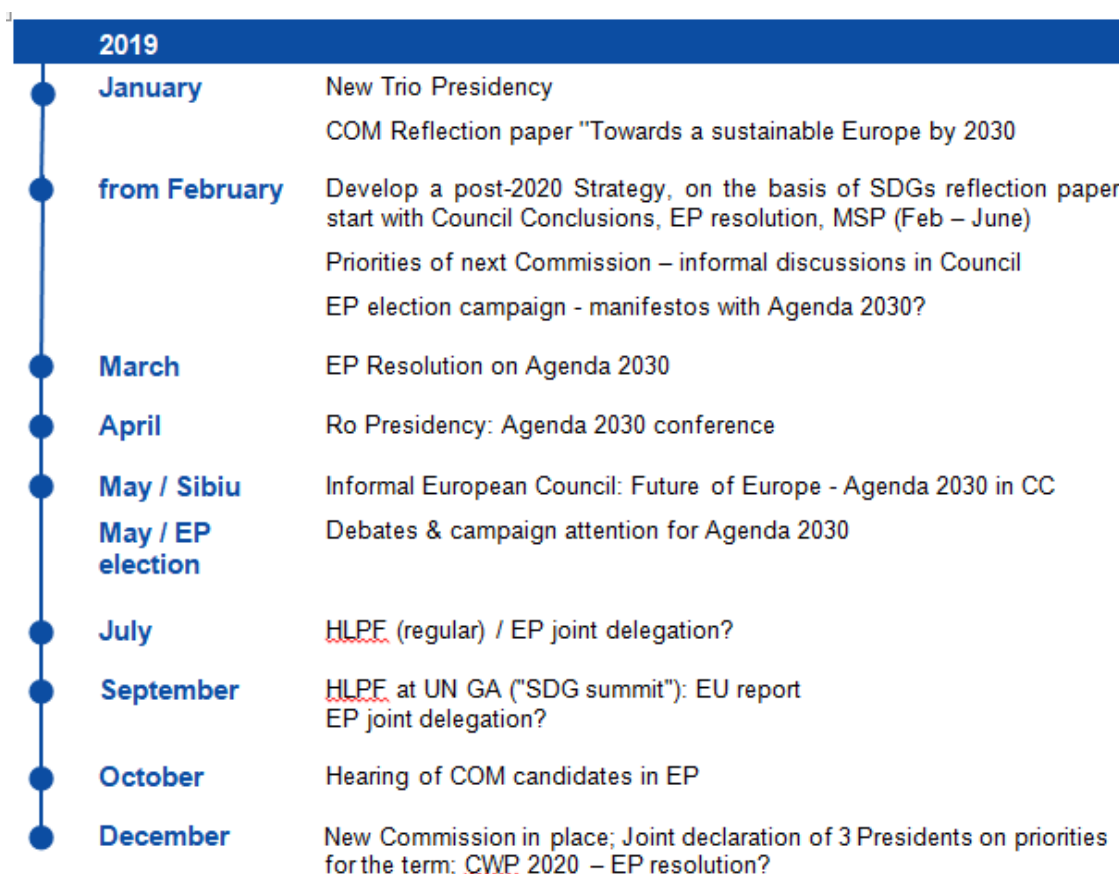 2019
January
New Trio Presidency
COM Reflection paper "Towards a sustainable Europe by 2030
from February
Develop a post-2020 Strategy, on the basis of SDGs reflection paper
start with Council Conclusions, EP resolution, MSP (Feb – June)
Priorities of next Commission – informal discussions in Council
EP election campaign - manifestos with Agenda 2030?
March
EP Resolution on Agenda 2030
April
Ro Presidency: Agenda 2030 conference
May / Sibiu
Informal European Council: Future of Europe - Agenda 2030 in CC
May / EP
election
Debates & campaign attention for Agenda 2030
July
HLPF (regular) / EP joint delegation?
September
HLPF at UN GA ("SDG summit"): EU report
EP joint delegation?
October
Hearing of COM candidates in EP
December
New Commission in place; Joint declaration of 3 Presidents on priorities
for the term; CWP 2020 – EP resolution?